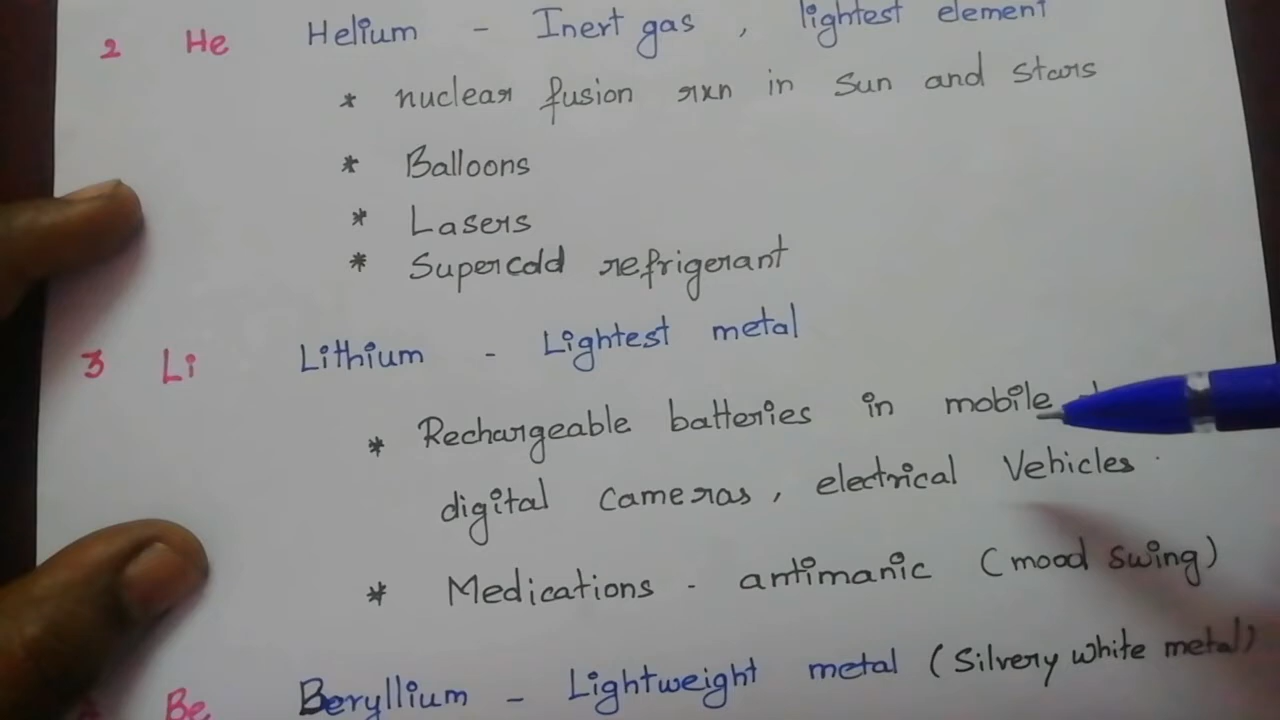 2 He Helium - Inert gas, lightest element
* nuclear fusion rxn in Sun and stars
* Balloons
* Lasers
* Supercold refrigerant
3 Li Lithium - Lightest metal
* Rechargeable batteries in mobile
digital cameras, electrical Vehicles.
* Medications - antimanic (mood swing)
Be Beryllium - Lightweight metal (Silvery white metal)